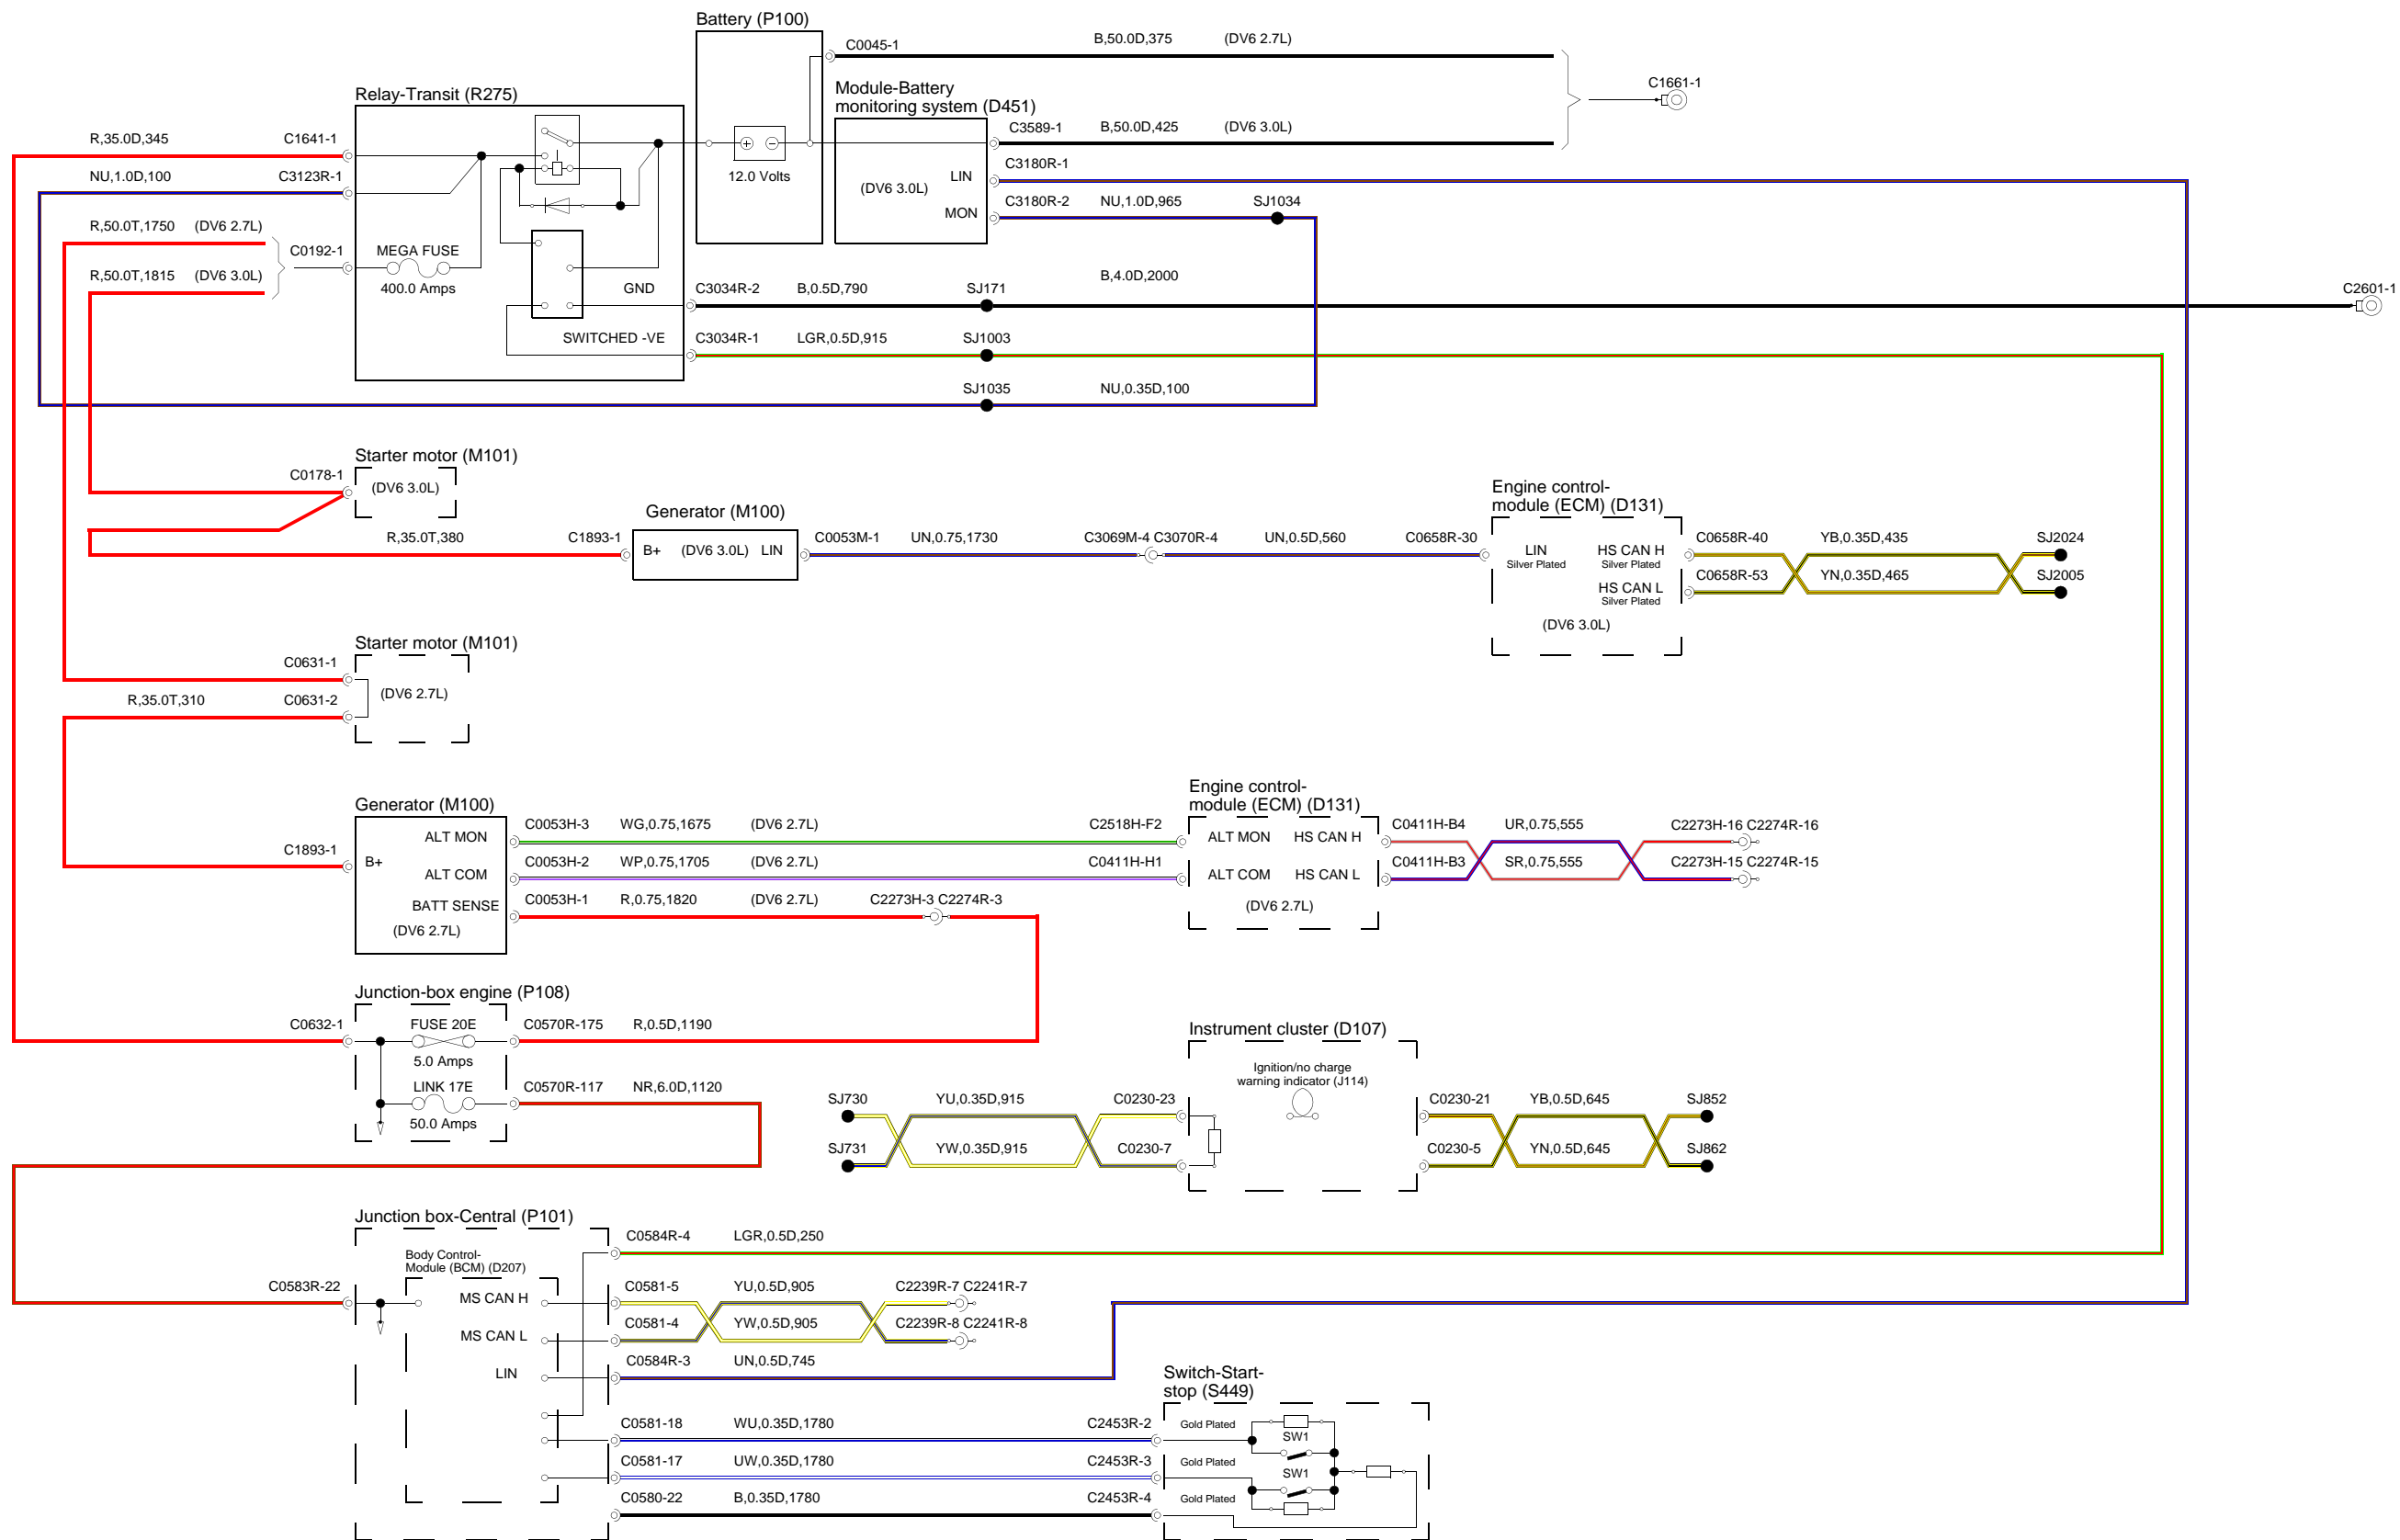 Battery (P100)
C0045-1 B,50.0D,375 (DV6 2.7L)
C1661-1
Module-Battery
monitoring system (D451)
Relay-Transit (R275)
C3589-1 B,50.0D,425 (DV6 3.0L)
R,35.0D,345 C1641-1
12.0 Volts
(DV6 3.0L)
LIN
C3180R-1
NU,1.0D,100 C3123R-1
MON
C3180R-2 NU,1.0D,965 SJ1034
R,50.0T,1750 (DV6 2.7L)
C0192-1
MEGA FUSE
400.0 Amps
R,50.0T,1815 (DV6 3.0L)
GND
C3034R-2 B,0.5D,790 SJ171 B,4.0D,2000 C2601-1
SWITCHED -VE
C3034R-1 LGR,0.5D,915 SJ1003
SJ1035 NU,0.35D,100
Starter motor (M101)
C0178-1
(DV6 3.0L)
Generator (M100)
R,35.0T,380 C1893-1
B+ (DV6 3.0L) LIN
C0053M-1 UN,0.75,1730 C3069M-4 C3070R-4 UN,0.5D,560 C0658R-30
Engine control-
module (ECM) (D131)
LIN
Silver Plated
HS CAN H
Silver Plated
HS CAN L
Silver Plated
(DV6 3.0L)
C0658R-40 YB,0.35D,435 SJ2024
C0658R-53 YN,0.35D,465 SJ2005
Starter motor (M101)
C0631-1
(DV6 2.7L)
R,35.0T,310 C0631-2
Generator (M100)
C1893-1
B+
ALT MON
ALT COM
BATT SENSE
(DV6 2.7L)
C0053H-3 WG,0.75,1675 (DV6 2.7L) C2518H-F2
C0053H-2 WP,0.75,1705 (DV6 2.7L) C0411H-H1
C0053H-1 R,0.75,1820 (DV6 2.7L) C2273H-3 C2274R-3
Engine control-
module (ECM) (D131)
ALT MON HS CAN H
ALT COM HS CAN L
(DV6 2.7L)
C0411H-B4 UR,0.75,555 C2273H-16 C2274R-16
C0411H-B3 SR,0.75,555 C2273H-15 C2274R-15
Junction-box engine (P108)
C0632-1
FUSE 20E
5.0 Amps
C0570R-175 R,0.5D,1190
LINK 17E
50.0 Amps
C0570R-117 NR,6.0D,1120
Instrument cluster (D107)
Ignition/no charge
warning indicator (J114)
SJ730 YU,0.35D,915 C0230-23
SJ731 YW,0.35D,915 C0230-7
C0230-21 YB,0.5D,645 SJ852
C0230-5 YN,0.5D,645 SJ862
Junction box-Central (P101)
C0584R-4 LGR,0.5D,250
Body Control-
Module (BCM) (D207)
C0583R-22
MS CAN H
C0581-5 YU,0.5D,905 C2239R-7 C2241R-7
MS CAN L
C0581-4 YW,0.5D,905 C2239R-8 C2241R-8
LIN
C0584R-3 UN,0.5D,745
Switch-Start-
stop (S449)
C0581-18 WU,0.35D,1780 C2453R-2 Gold Plated
SW1
C0581-17 UW,0.35D,1780 C2453R-3 Gold Plated
SW1
C0580-22 B,0.35D,1780 C2453R-4 Gold Plated